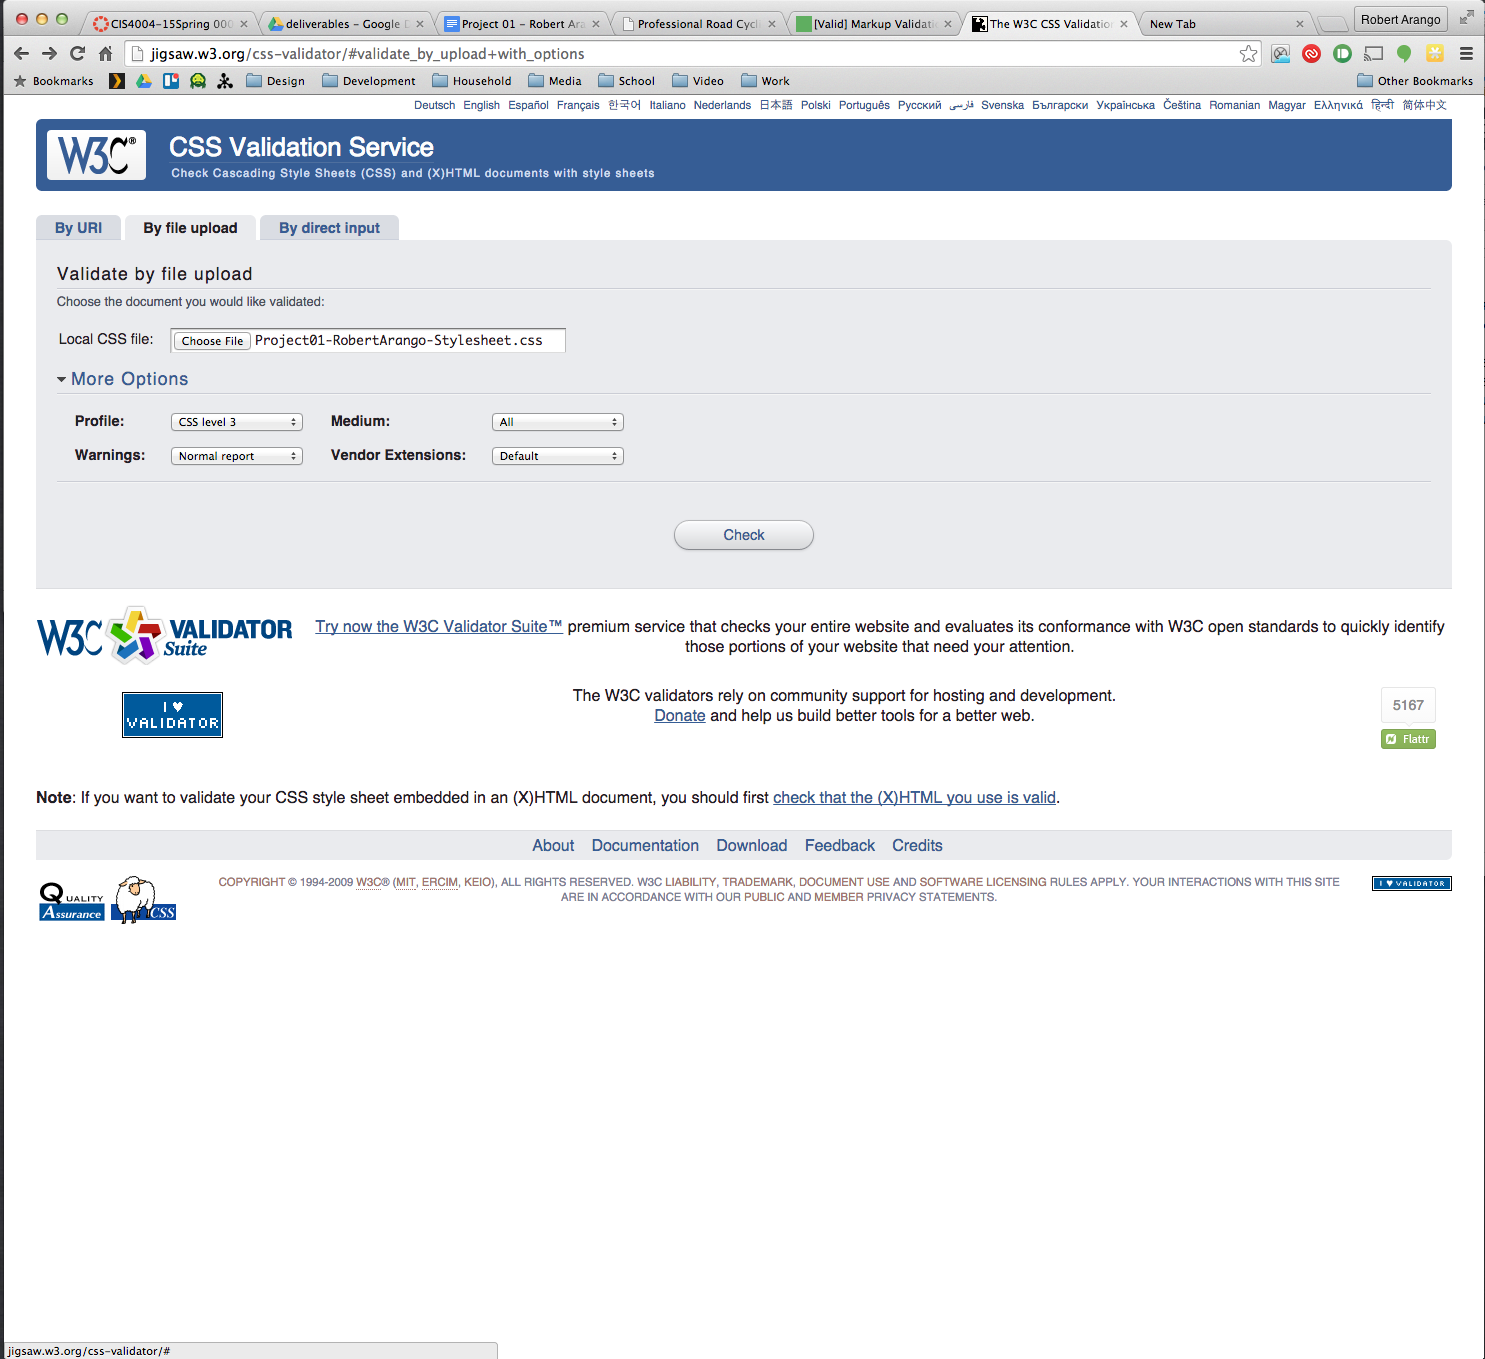 CIS4004-15Spring 000
deliverables – Google D
Project 01 – Robert Ara
Professional Road Cycli
[Valid] Markup Validati
The W3C CSS Validation
New Tab
Robert Arango
jigsaw.w3.org/css-validator/#validate_by_upload+with_options
Bookmarks Design Development Household Media School Video Work Other Bookmarks
Deutsch English Español Français 한국어 Italiano Nederlands 日本語 Polski Português Русский فارسی Svenska Български Українська Čeština Romanian Magyar Ελληνικά हिन्दी 简体中文
W3C® CSS Validation Service
Check Cascading Style Sheets (CSS) and (X)HTML documents with style sheets
By URI By file upload By direct input
Validate by file upload
Choose the document you would like validated:
Local CSS file: Choose File Project01-RobertArango-Stylesheet.css
More Options
Profile: CSS level 3 Medium: All
Warnings: Normal report Vendor Extensions: Default
Check
W3C VALIDATOR Suite
Try now the W3C Validator Suite™ premium service that checks your entire website and evaluates its conformance with W3C open standards to quickly identify
those portions of your website that need your attention.
I ♥
VALIDATOR
The W3C validators rely on community support for hosting and development.
Donate and help us build better tools for a better web.
5167
Flattr
Note: If you want to validate your CSS style sheet embedded in an (X)HTML document, you should first check that the (X)HTML you use is valid.
About Documentation Download Feedback Credits
QUALITY
Assurance
CSS
COPYRIGHT © 1994-2009 W3C® (MIT, ERCIM, KEIO), ALL RIGHTS RESERVED. W3C LIABILITY, TRADEMARK, DOCUMENT USE AND SOFTWARE LICENSING RULES APPLY. YOUR INTERACTIONS WITH THIS SITE
ARE IN ACCORDANCE WITH OUR PUBLIC AND MEMBER PRIVACY STATEMENTS.
I ♥ VALIDATOR
jigsaw.w3.org/css-validator/#